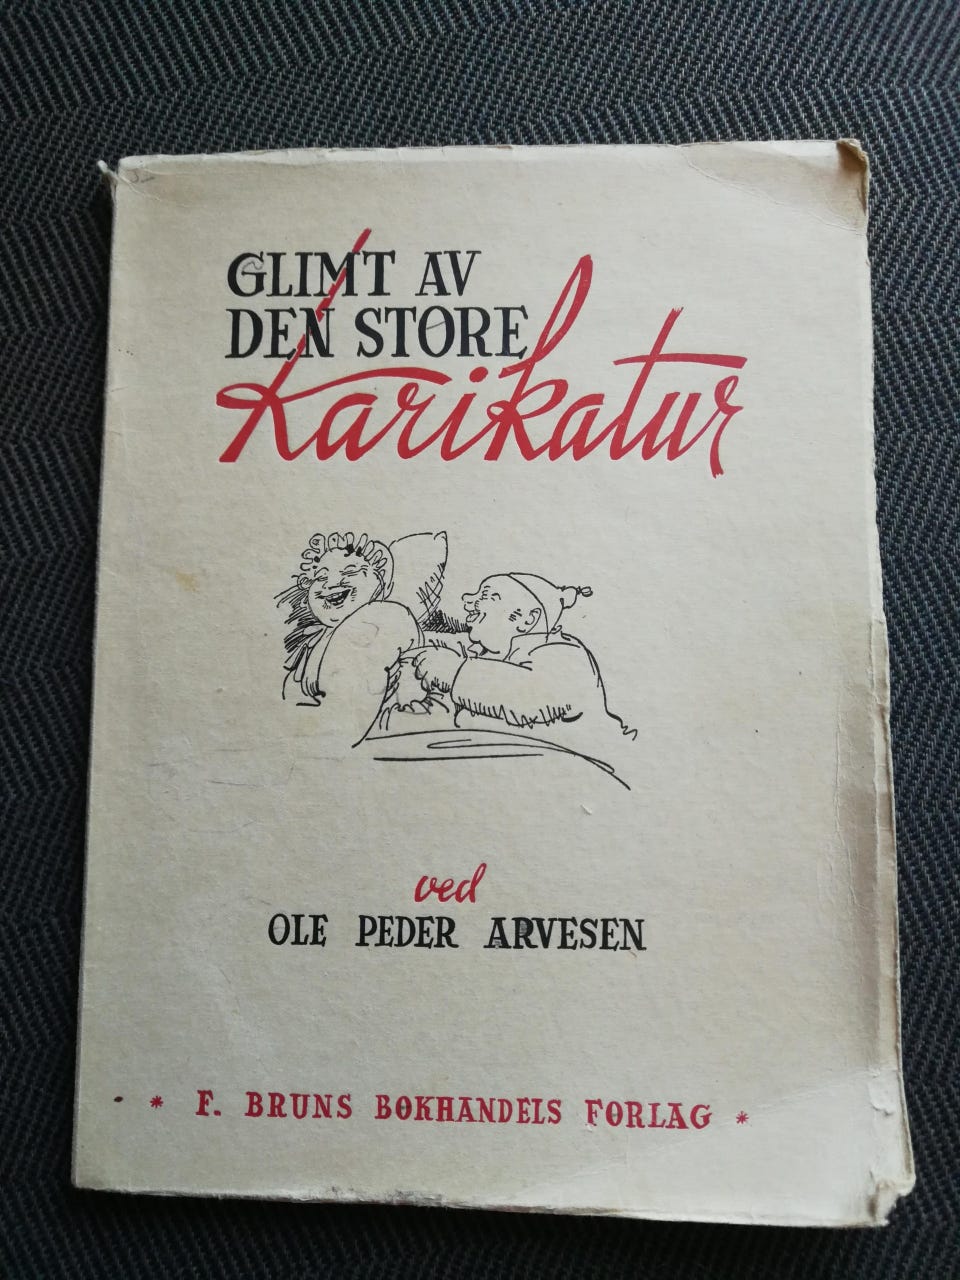 GLIMT AV
DEN STORE
Karikatur
ved
OLE PEDER ARVESEN
* F. BRUNS BOKHANDELS FORLAG *